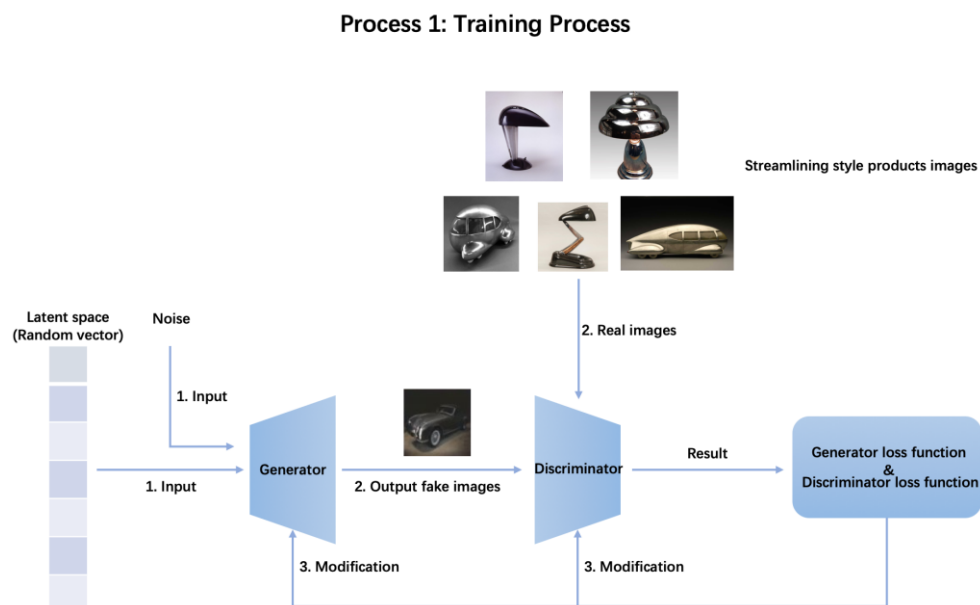 Process 1: Training Process
Streamlining style products images
Latent space
(Random vector)
Noise
2. Real images
1. Input
Generator
Discriminator
Result
Generator loss function
&
Discriminator loss function
1. Input
2. Output fake images
3. Modification
3. Modification